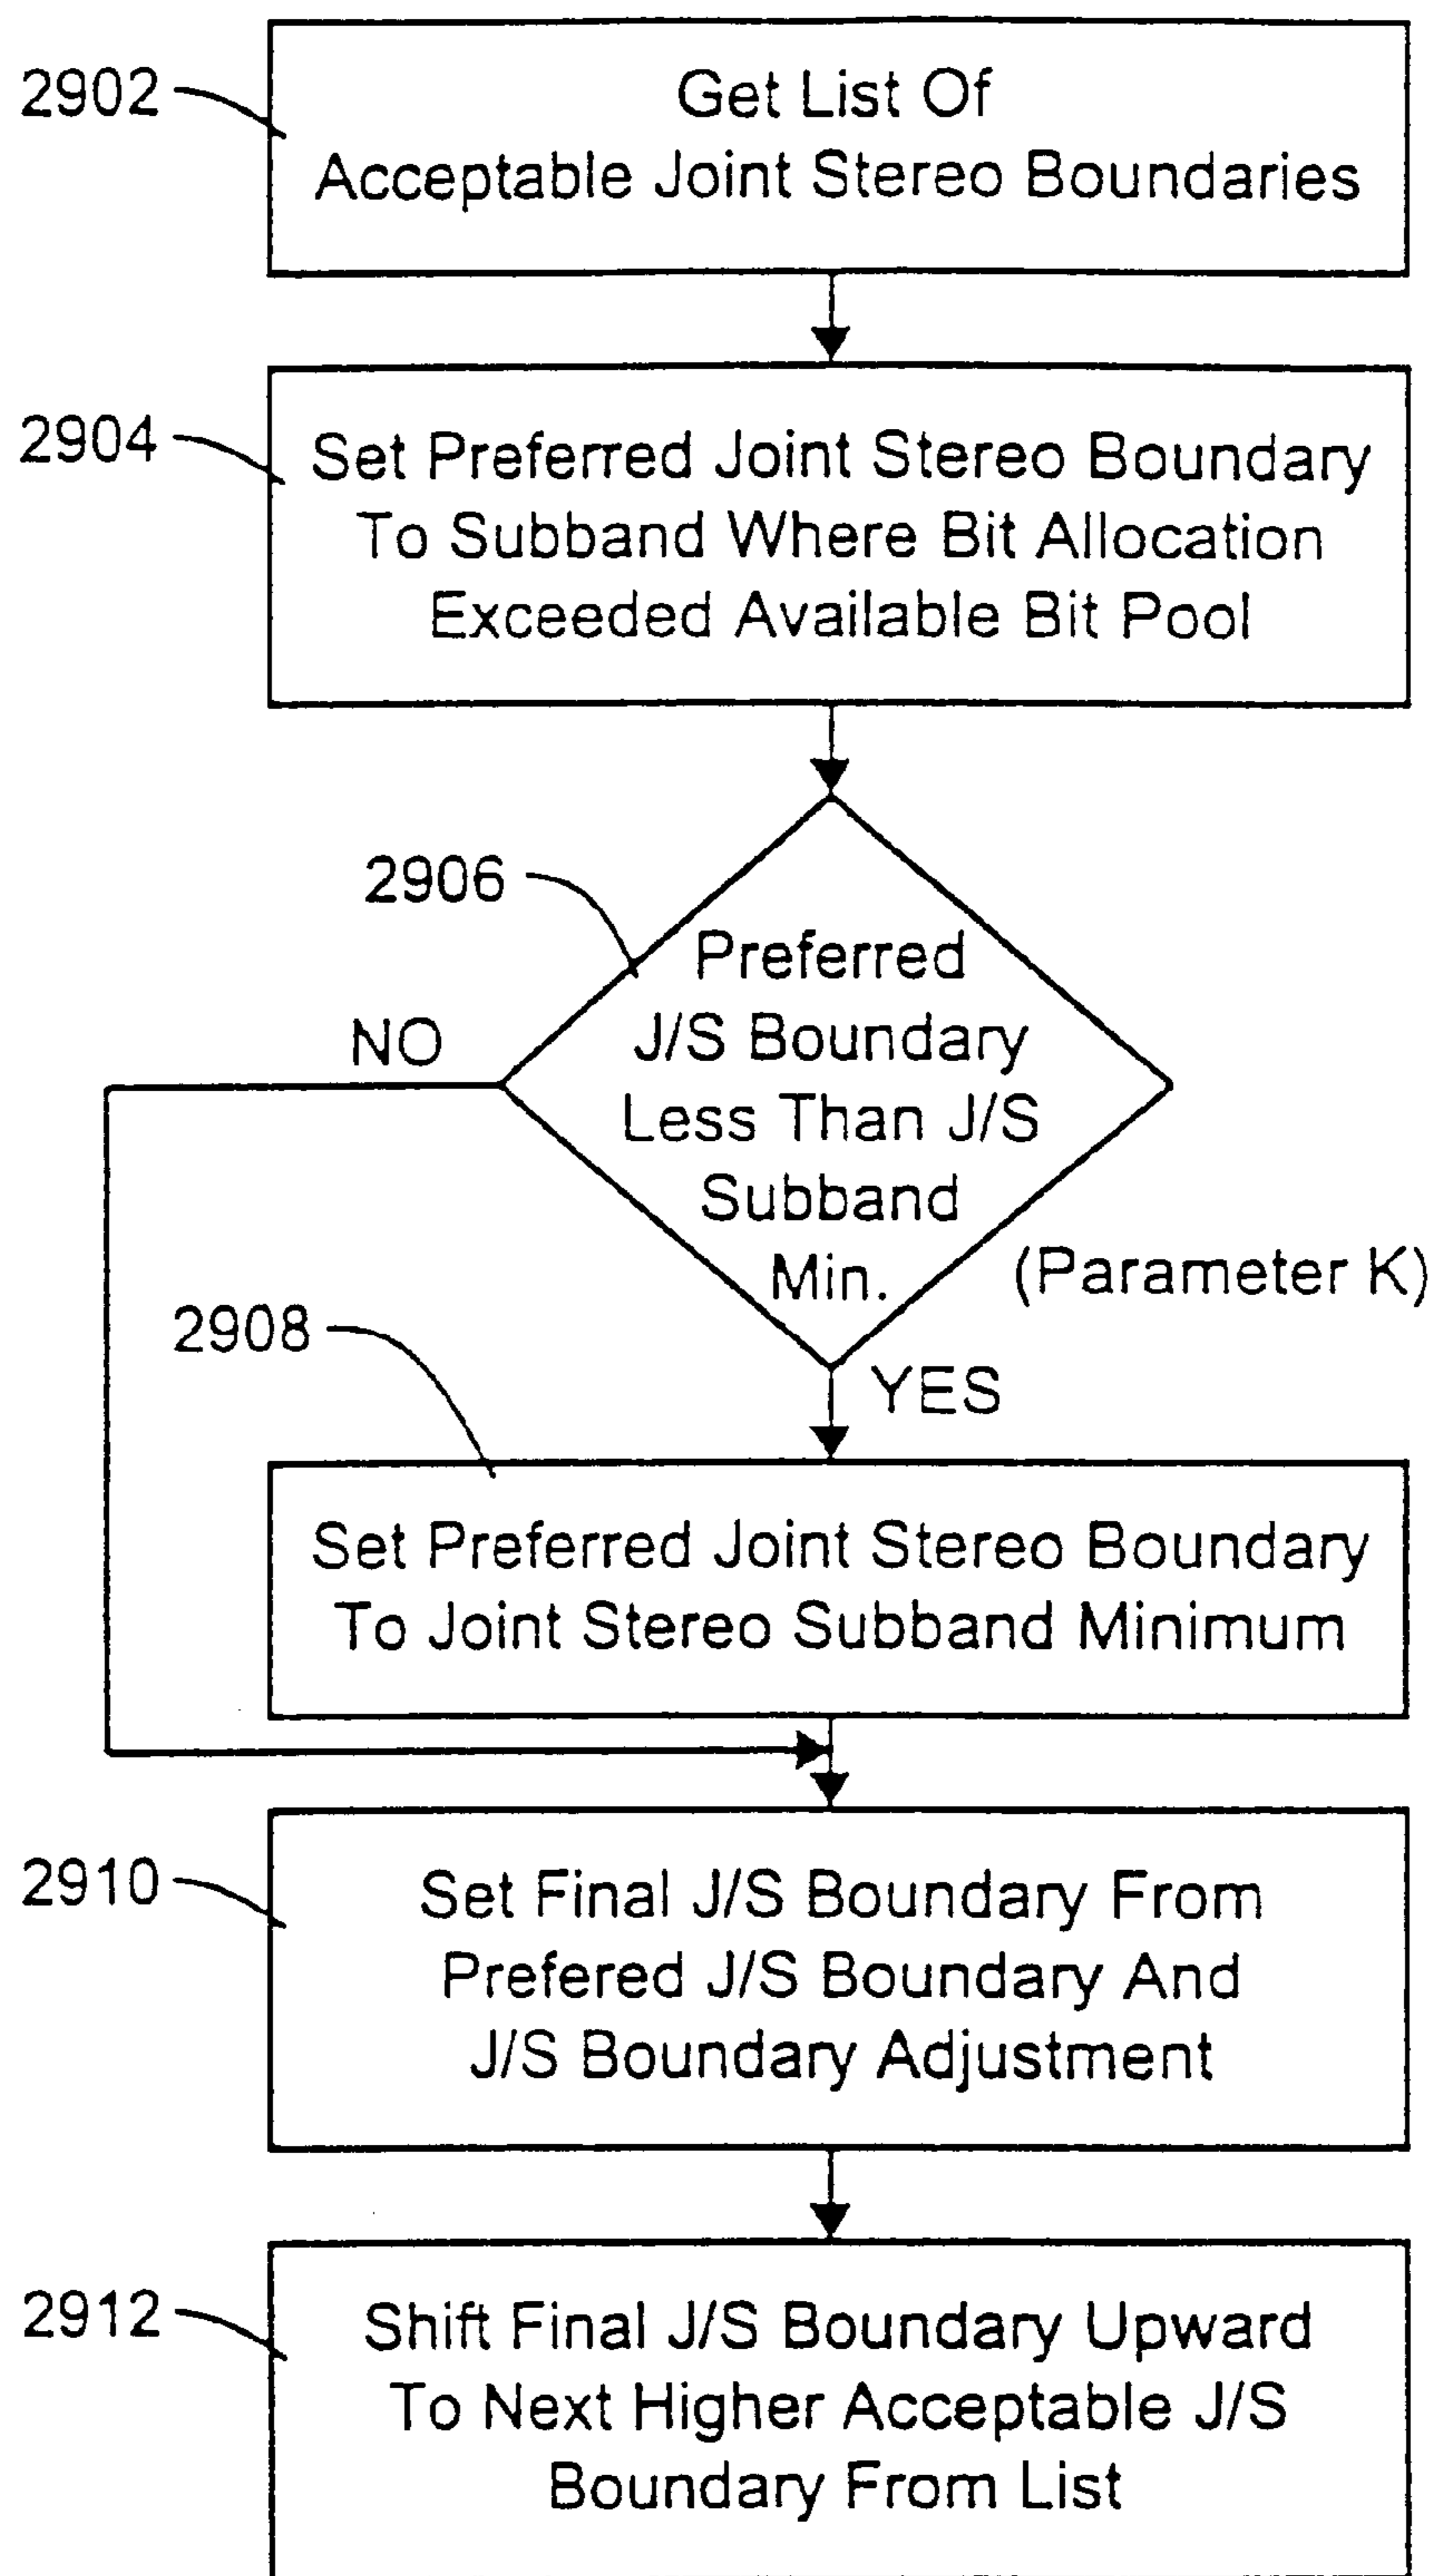 2902
Get List Of
Acceptable Joint Stereo Boundaries
2904
Set Preferred Joint Stereo Boundary
To Subband Where Bit Allocation
Exceeded Available Bit Pool
2906
Preferred
J/S Boundary
Less Than J/S
Subband
Min.
(Parameter K)
NO
YES
2908
Set Preferred Joint Stereo Boundary
To Joint Stereo Subband Minimum
2910
Set Final J/S Boundary From
Prefered J/S Boundary And
J/S Boundary Adjustment
2912
Shift Final J/S Boundary Upward
To Next Higher Acceptable J/S
Boundary From List